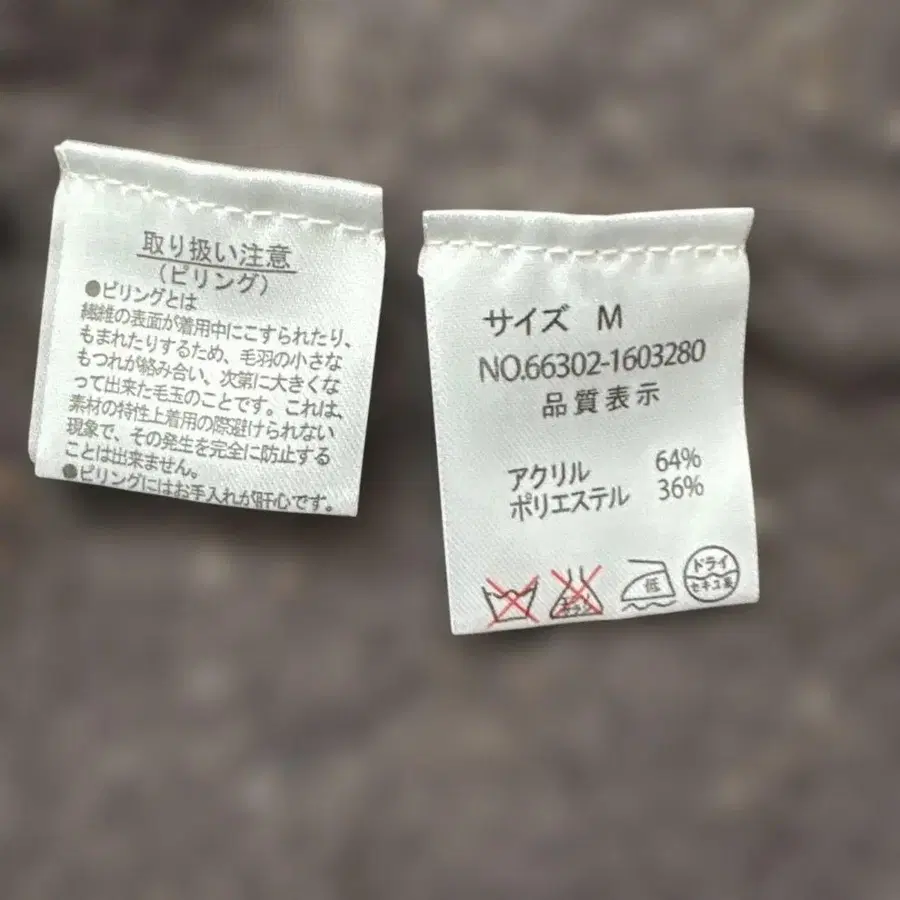 取り扱い注意
(ピリング)
●ピリングとは
繊維の表面が着用中にこすられたり、
もまれたりするため、毛羽の小さな
もつれが絡み合い、次第に大きくな
って出来た毛玉のことです。これは、
素材の特性上着用の際避けられない
現象で、その発生を完全に防止する
ことは出来ません。
●ピリングにはお手入れが肝心です。
サイズ M
NO.66302-1603280
品質表示
アクリル 64%
ポリエステル 36%
低
ドライ
セキユ系